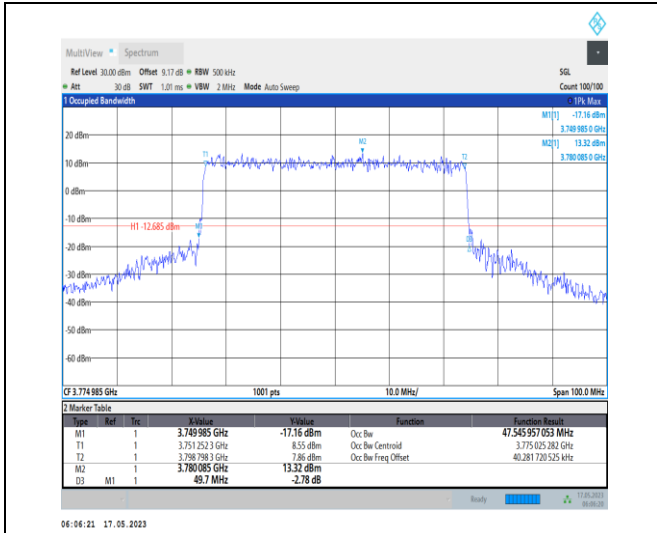 MultiView Spectrum
Ref Level 30.00 dBm Offset 9.17 dB RBW 500 kHz SGL
Att 30 dB SWT 1.01 ms VBW 2 MHz Mode Auto Sweep Count 100/100
1 Occupied Bandwidth 1Pk Max
M1[1] -17.16 dBm
3.749 985 0 GHz
M2[1] 13.32 dBm
3.780 085 0 GHz
20 dBm
M2
T1 T2
10 dBm
0 dBm
-10 dBm
H1 -12.685 dBm M1
D3
-20 dBm
-30 dBm
-40 dBm
-50 dBm
-60 dBm
CF 3.774 985 GHz 1001 pts 10.0 MHz/ Span 100.0 MHz
2 Marker Table
Type Ref Trc X-Value Y-Value Function Function Result
M1 1 3.749 985 GHz -17.16 dBm Occ Bw 47.545 957 053 MHz
T1 1 3.751 252 3 GHz 8.55 dBm Occ Bw Centroid 3.775 025 282 GHz
T2 1 3.798 798 3 GHz 7.86 dBm Occ Bw Freq Offset 40.281 720 525 kHz
M2 1 3.780 085 GHz 13.32 dBm
D3 M1 1 49.7 MHz -2.78 dB
Ready 17.05.2023
06:06:20
06:06:21 17.05.2023